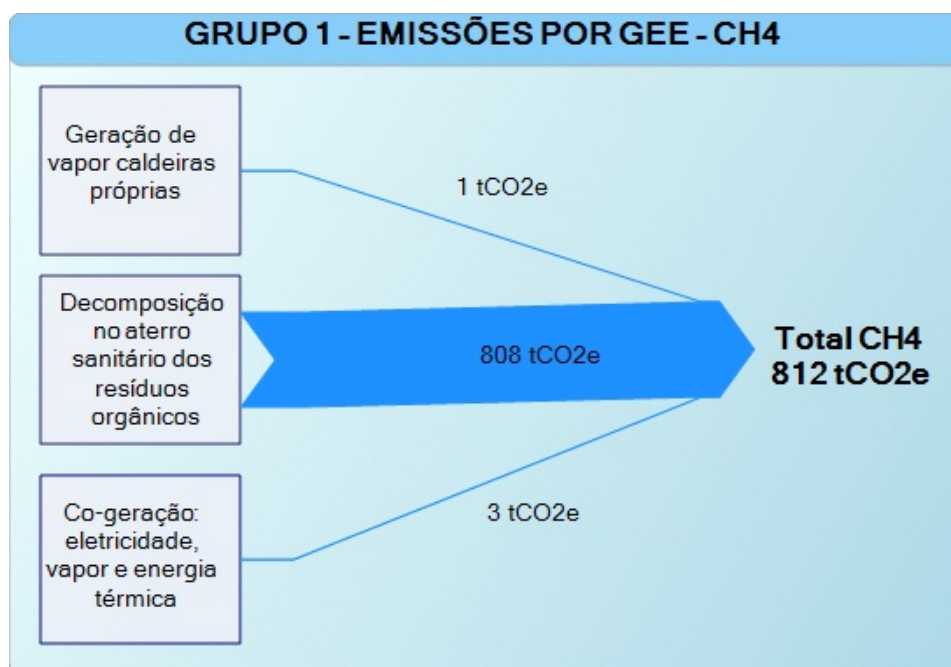 GRUPO 1 - EMISSÕES POR GEE - CH4
Geração de
vapor caldeiras
próprias
1 tCO2e
Decomposição
no aterro
sanitário dos
resíduos
orgânicos
808 tCO2e
Total CH4
812 tCO2e
Co-geração:
eletricidade,
vapor e energia
térmica
3 tCO2e